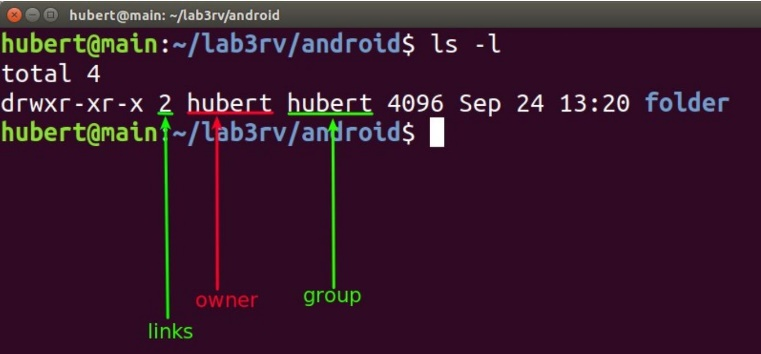 hubert@main: ~/lab3rv/android
hubert@main:~/lab3rv/android$ ls -l
total 4
drwxr-xr-x 2 hubert hubert 4096 Sep 24 13:20 folder
hubert@main:~/lab3rv/android$
owner
group
links